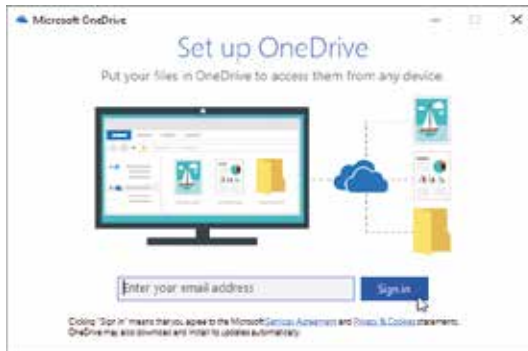 Microsoft OneDrive
Set up OneDrive
Put your files in OneDrive to access them from any device.
Enter your email address
Sign in
Clicking "Sign in" means that you agree to the Microsoft Services Agreement and Privacy & Cookies statements.
OneDrive may also download and install its updates automatically.